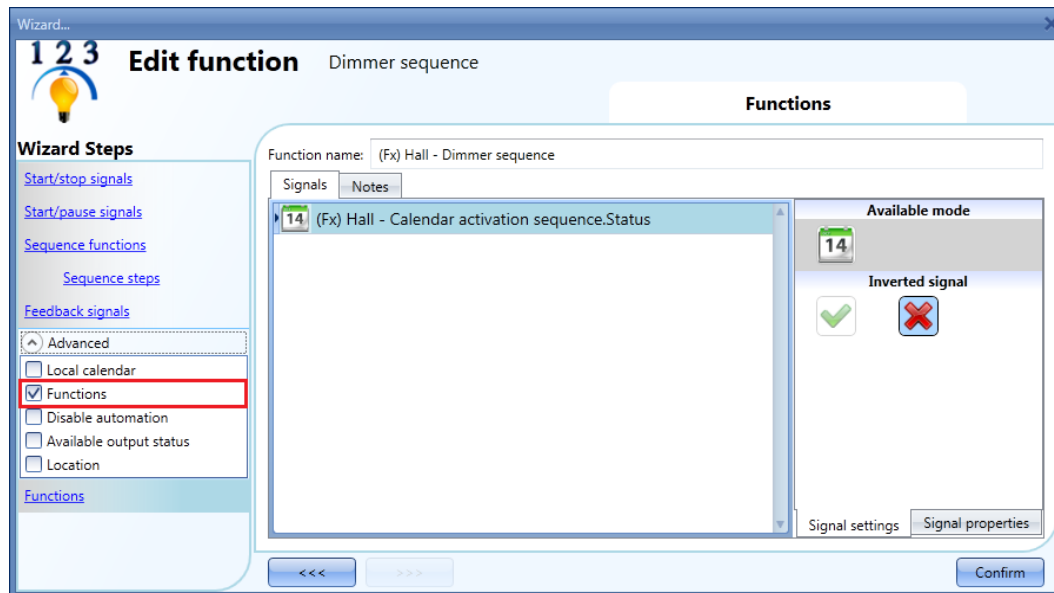 Wizard...
1 2 3
Edit function Dimmer sequence
Functions
Wizard Steps
Start/stop signals
Start/pause signals
Sequence functions
Sequence steps
Feedback signals
Advanced
Local calendar
Functions
Disable automation
Available output status
Location
Functions
Function name: (Fx) Hall - Dimmer sequence
Signals Notes
14 (Fx) Hall - Calendar activation sequence.Status
Available mode
14
Inverted signal
Signal settings Signal properties
<<< >>> Confirm